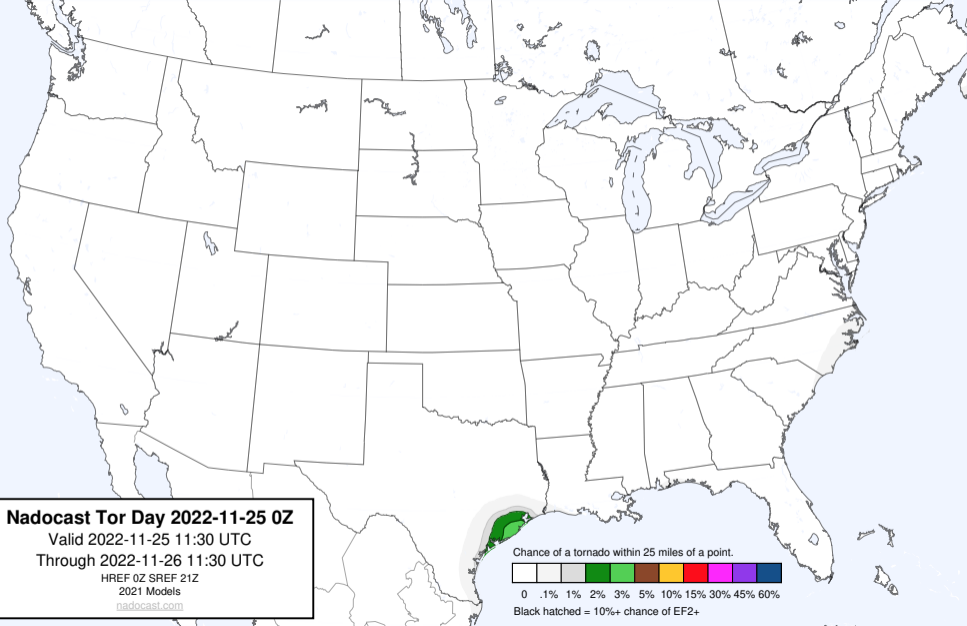 Nadocast Tor Day 2022-11-25 0Z
Valid 2022-11-25 11:30 UTC
Through 2022-11-26 11:30 UTC
HREF 0Z SREF 21Z
2021 Models
nadocast.com
Chance of a tornado within 25 miles of a point.
0 .1% 1% 2% 3% 5% 10% 15% 30% 45% 60%
Black hatched = 10%+ chance of EF2+